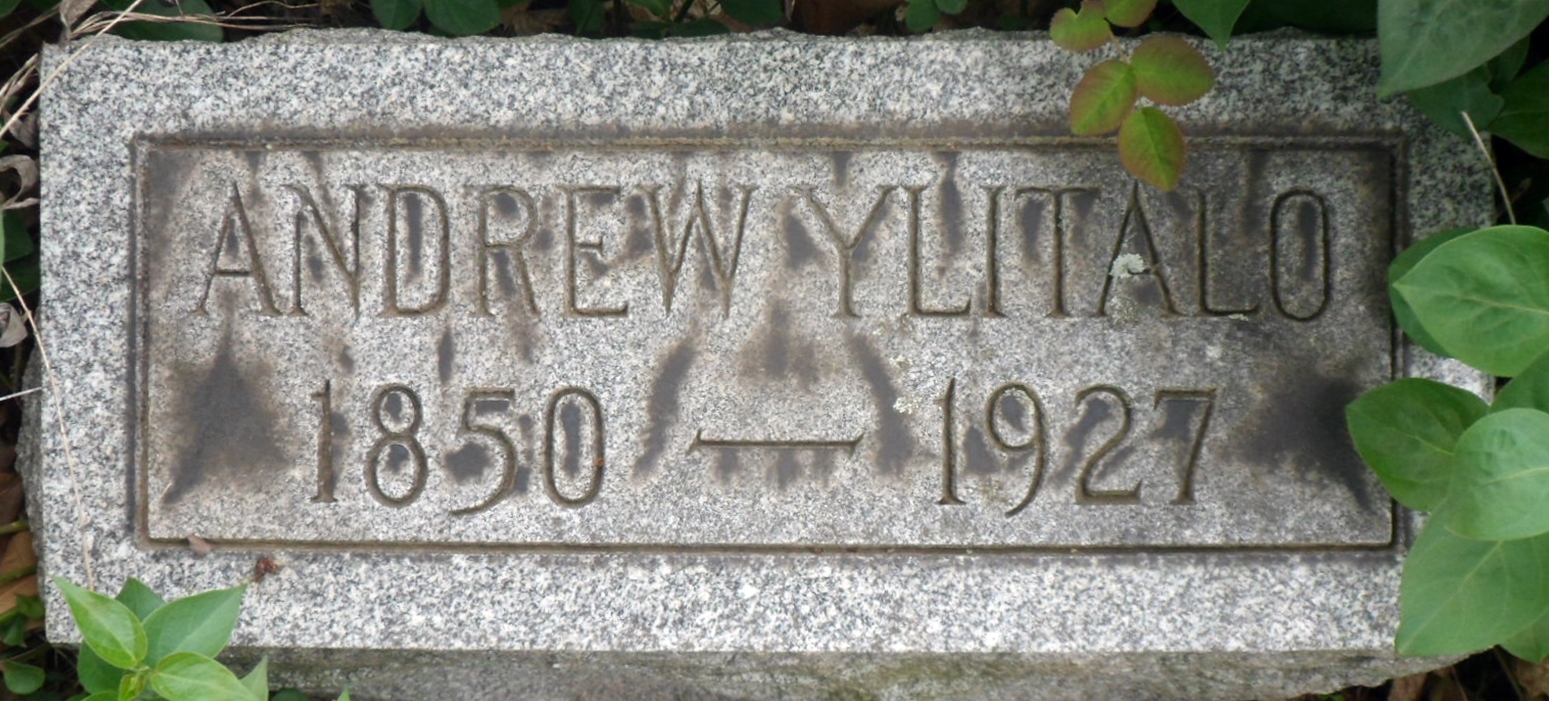 ANDREW YLITALO
1850 — 1927